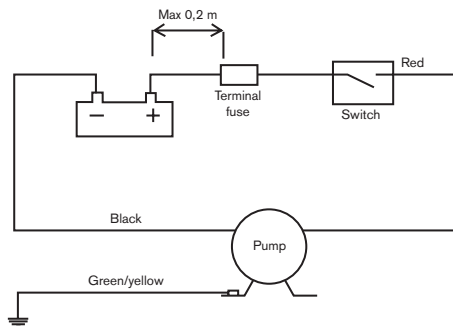 Max 0,2 m
Red
− +
Terminal
fuse
Switch
Black
Pump
Green/yellow